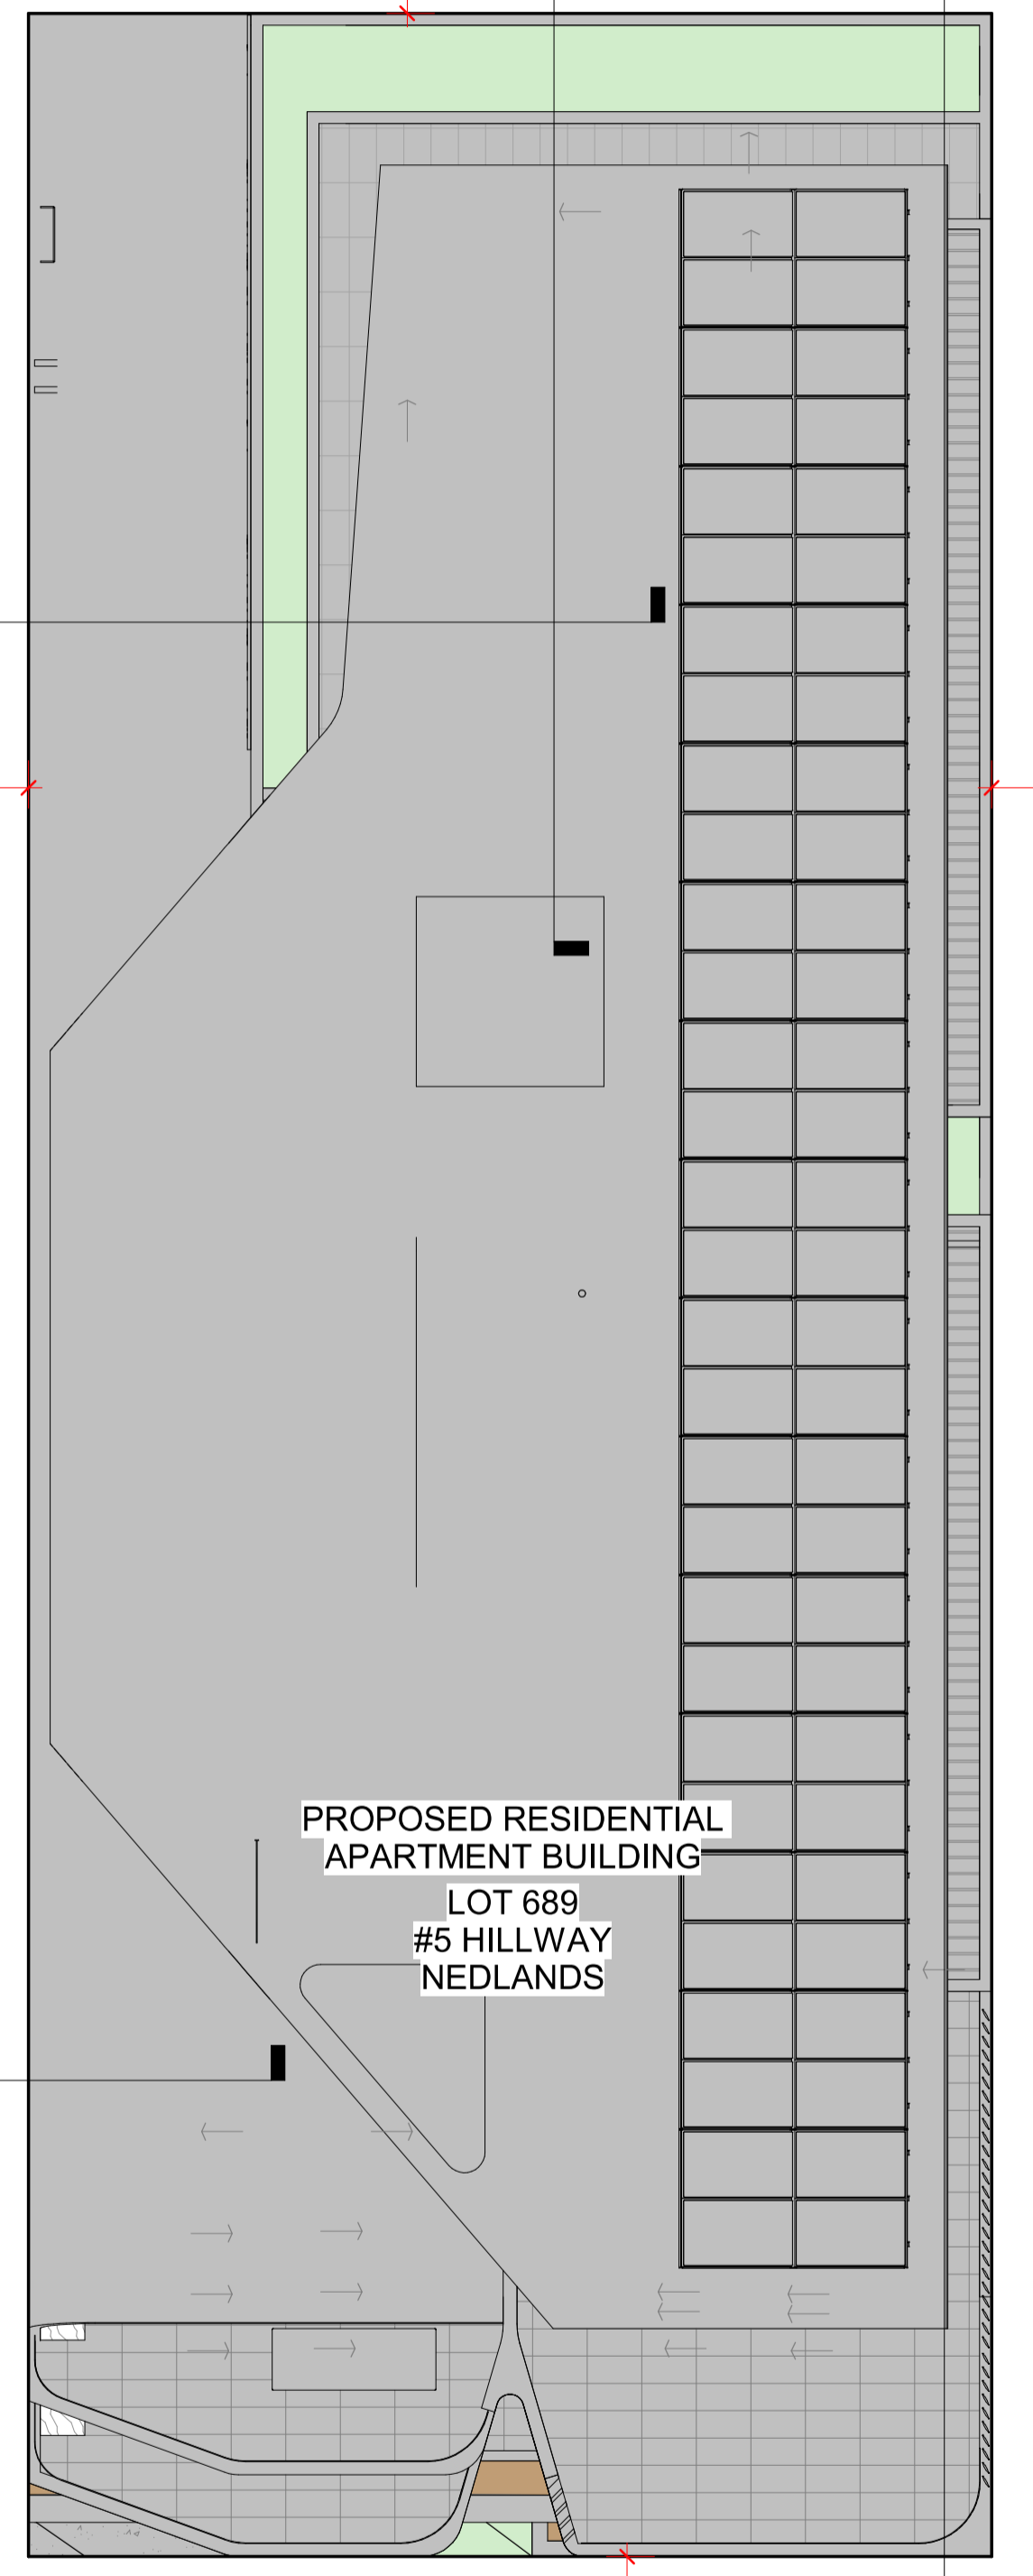 PROPOSED RESIDENTIAL
APARTMENT BUILDING
LOT 689
#5 HILLWAY
NEDLANDS